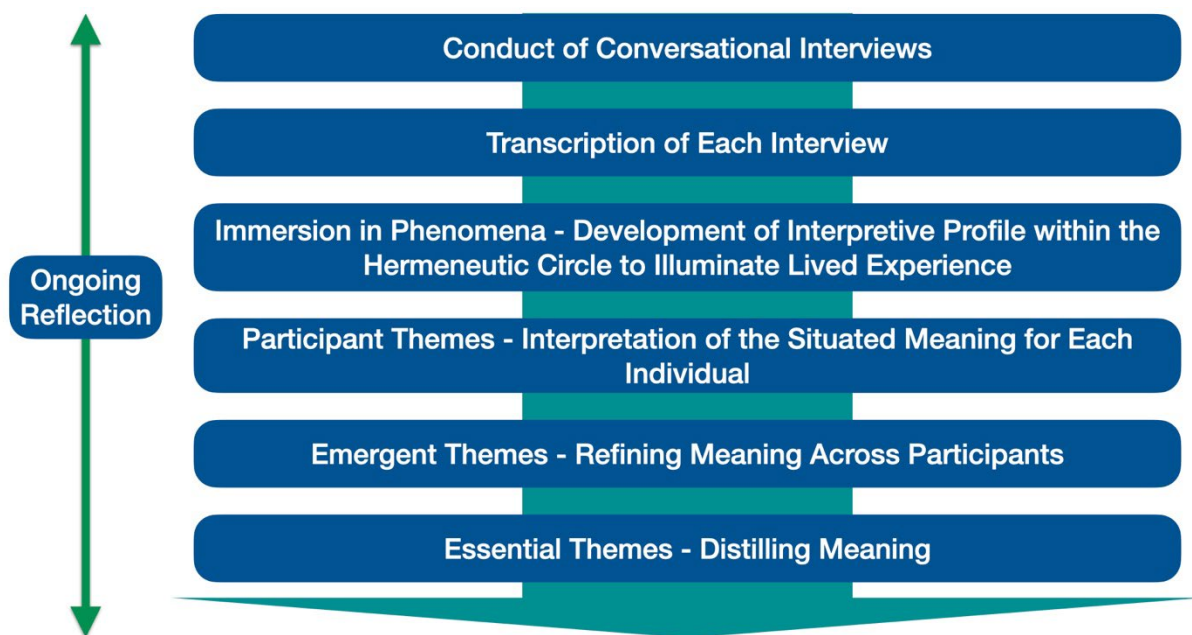 Conduct of Conversational Interviews
Transcription of Each Interview
Immersion in Phenomena - Development of Interpretive Profile within the
Hermeneutic Circle to Illuminate Lived Experience
Ongoing
Reflection
Participant Themes - Interpretation of the Situated Meaning for Each
Individual
Emergent Themes - Refining Meaning Across Participants
Essential Themes - Distilling Meaning